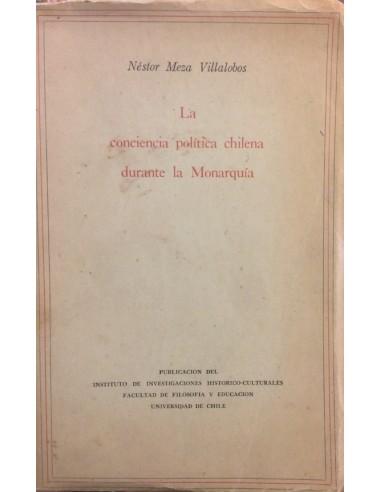 Néstor Meza Villalobos
La
conciencia política chilena
durante la Monarquía
PUBLICACION DEL
INSTITUTO DE INVESTIGACIONES HISTORICO-CULTURALES
FACULTAD DE FILOSOFIA Y EDUCACION
UNIVERSIDAD DE CHILE